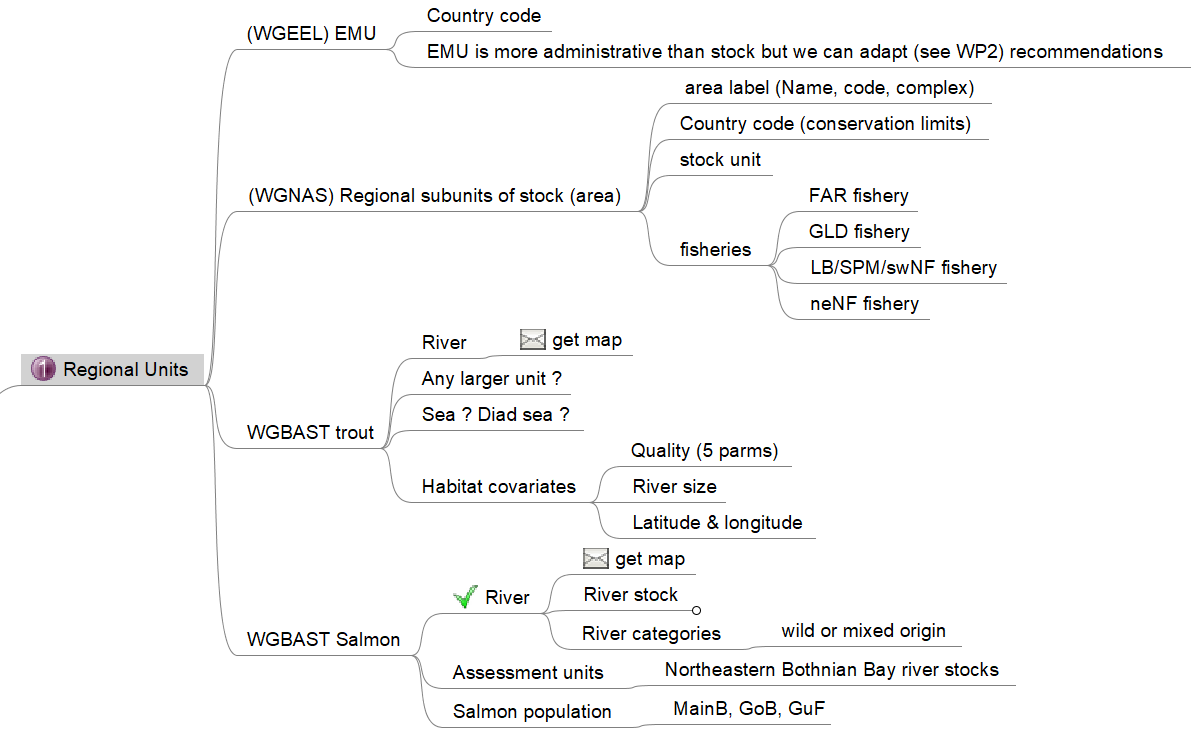 Regional Units
(WGEEL) EMU
Country code
EMU is more administrative than stock but we can adapt (see WP2) recommendations
(WGNAS) Regional subunits of stock (area)
area label (Name, code, complex)
Country code (conservation limits)
stock unit
fisheries
FAR fishery
GLD fishery
LB/SPM/swNF fishery
neNF fishery
WGBAST trout
River
get map
Any larger unit ?
Sea ? Diad sea ?
Habitat covariates
Quality (5 parms)
River size
Latitude & longitude
WGBAST Salmon
River
get map
River stock
River categories
wild or mixed origin
Assessment units
Northeastern Bothnian Bay river stocks
Salmon population
MainB, GoB, GuF